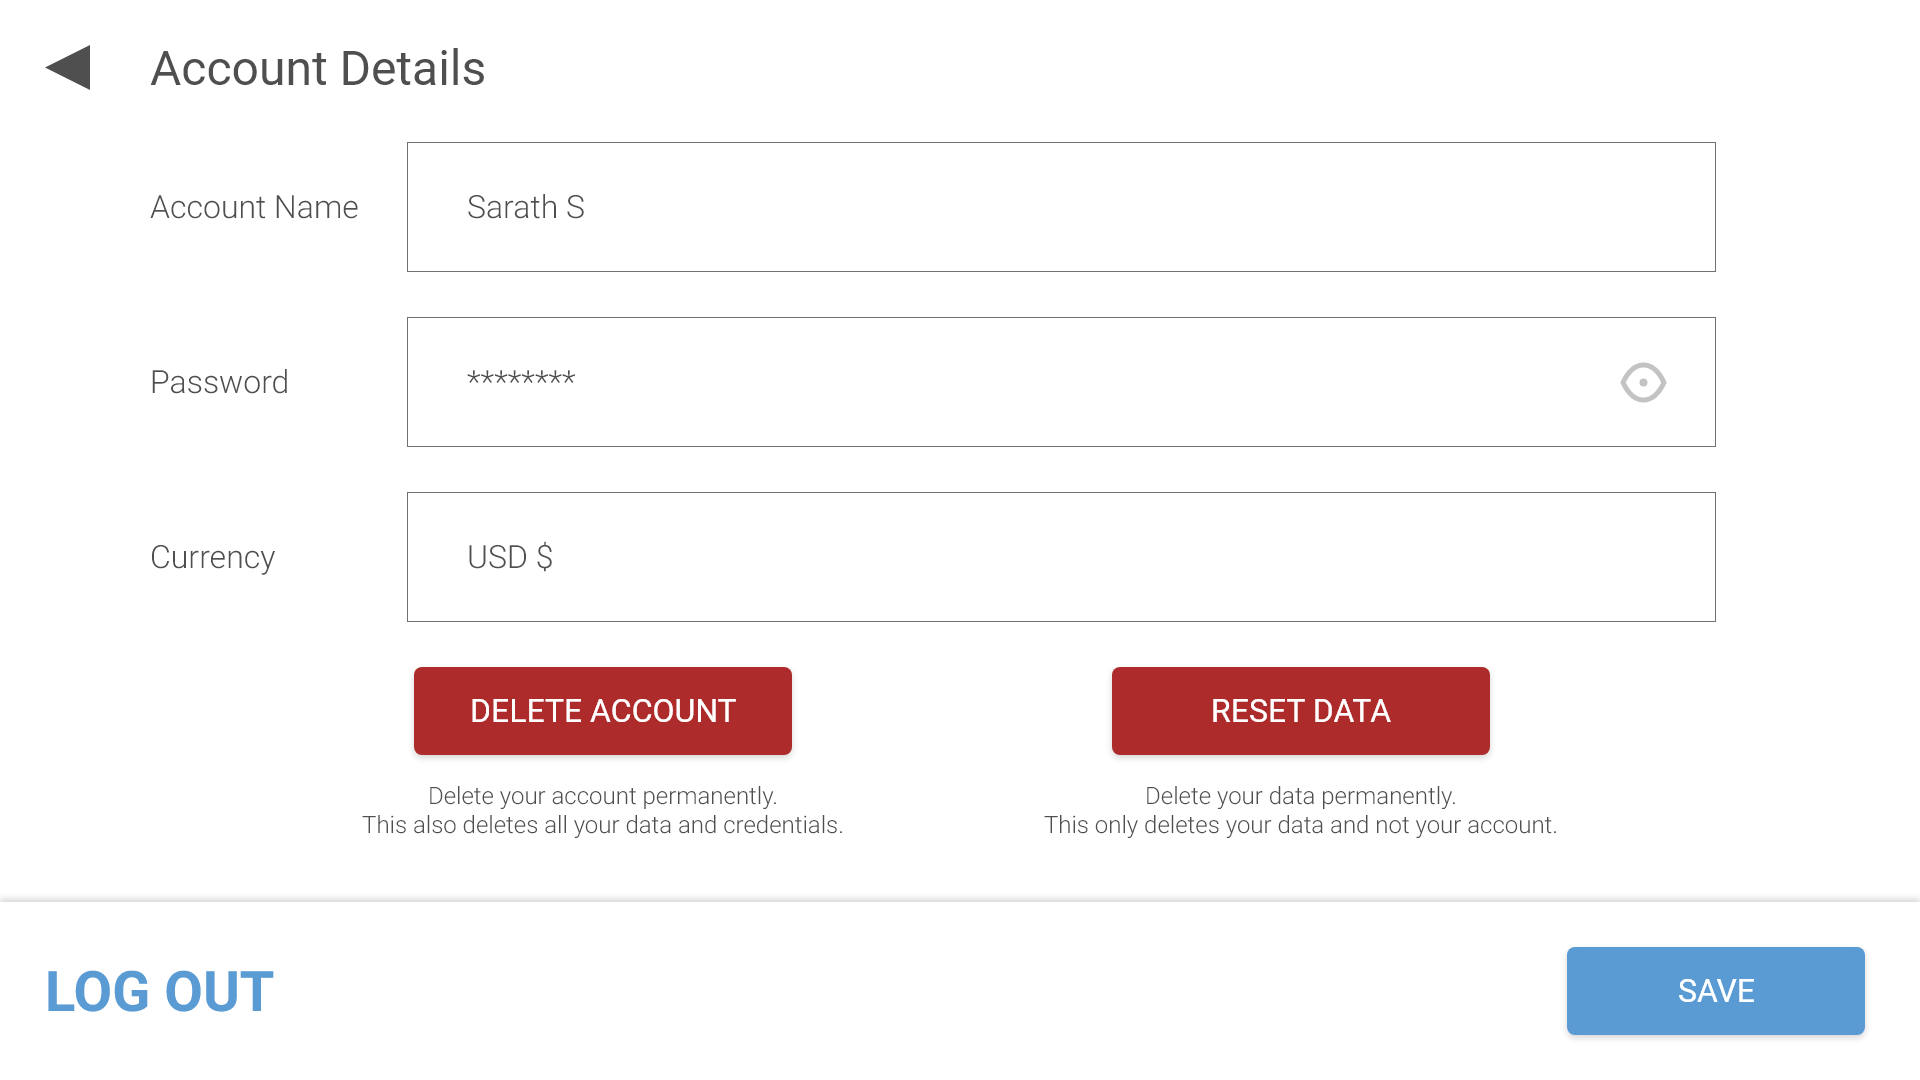 Account Details
Account Name
Sarath S
Password
********
Currency
USD $
DELETE ACCOUNT
Delete your account permanently.
This also deletes all your data and credentials.
RESET DATA
Delete your data permanently.
This only deletes your data and not your account.
LOG OUT
SAVE